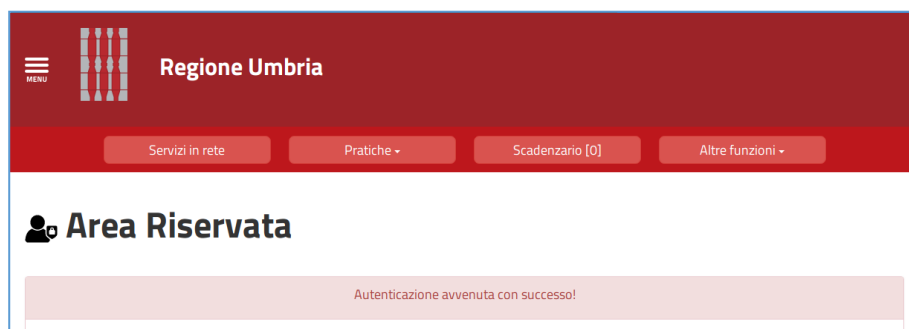 MENU
Regione Umbria
Servizi in rete
Pratiche
Scadenzario [0]
Altre funzioni
Area Riservata
Autenticazione avvenuta con successo!